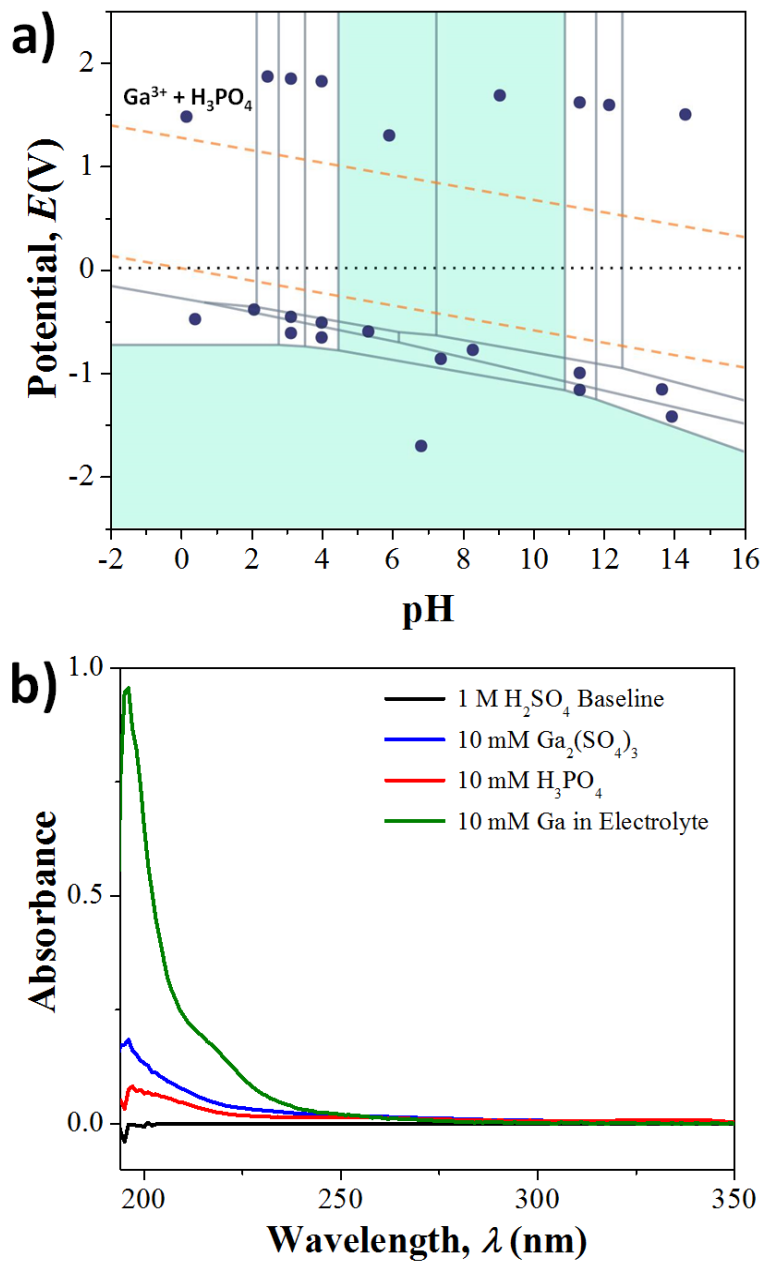 a)
2
1
0
-1
-2
Potential, E(V)
Ga³⁺ + H₃PO₄
-2 0 2 4 6 8 10 12 14 16
pH
b)
1.0
0.5
0.0
Absorbance
1 M H₂SO₄ Baseline
10 mM Ga₂(SO₄)₃
10 mM H₃PO₄
10 mM Ga in Electrolyte
200 250 300 350
Wavelength, λ (nm)